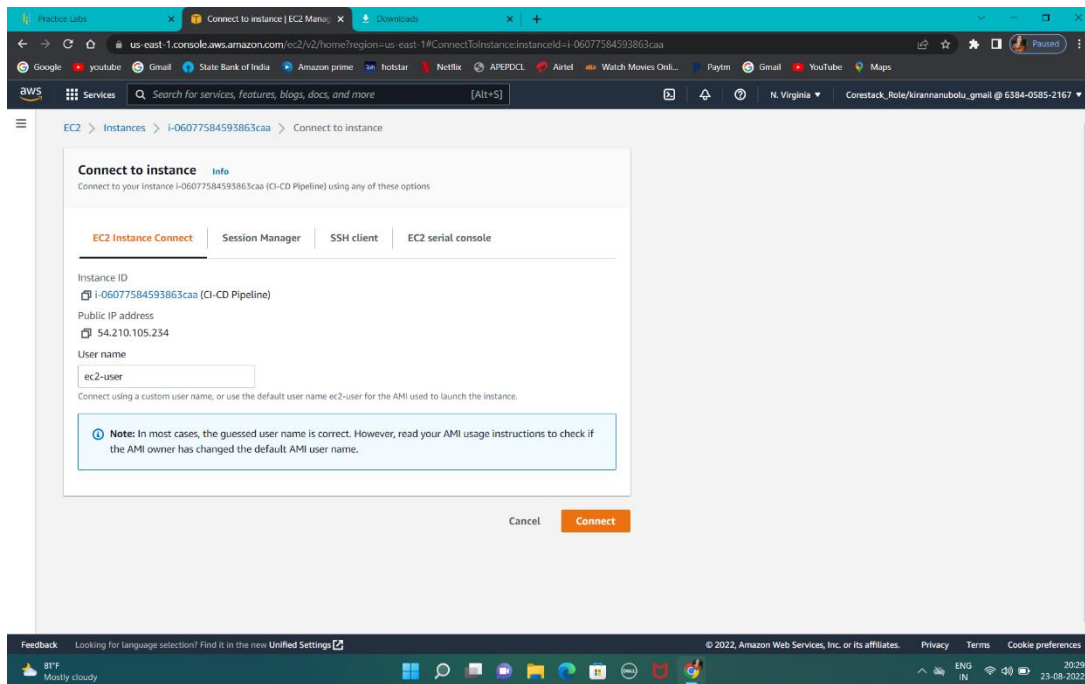 Practice Labs
Connect to instance | EC2 Manag
Downloads
us-east-1.console.aws.amazon.com/ec2/v2/home?region=us-east-1#ConnectToInstance:instanceId=i-06077584593863caa
Paused
Google youtube Gmail State Bank of India Amazon prime hotstar Netflix APEPDCL Airtel Watch Movies Onli... Paytm Gmail YouTube Maps
aws Services Search for services, features, blogs, docs, and more [Alt+S] N. Virginia ▼ Corestack_Role/kirannanubolu_gmail @ 6384-0585-2167 ▼
EC2 > Instances > i-06077584593863caa > Connect to instance
Connect to instance Info
Connect to your instance i-06077584593863caa (CI-CD Pipeline) using any of these options
EC2 Instance Connect Session Manager SSH client EC2 serial console
Instance ID
i-06077584593863caa (CI-CD Pipeline)
Public IP address
54.210.105.234
User name
ec2-user
Connect using a custom user name, or use the default user name ec2-user for the AMI used to launch the instance.
Note: In most cases, the guessed user name is correct. However, read your AMI usage instructions to check if
the AMI owner has changed the default AMI user name.
Cancel Connect
Feedback Looking for language selection? Find it in the new Unified Settings © 2022, Amazon Web Services, Inc. or its affiliates. Privacy Terms Cookie preferences
81°F
Mostly cloudy
ENG
IN
20:29
23-08-2022